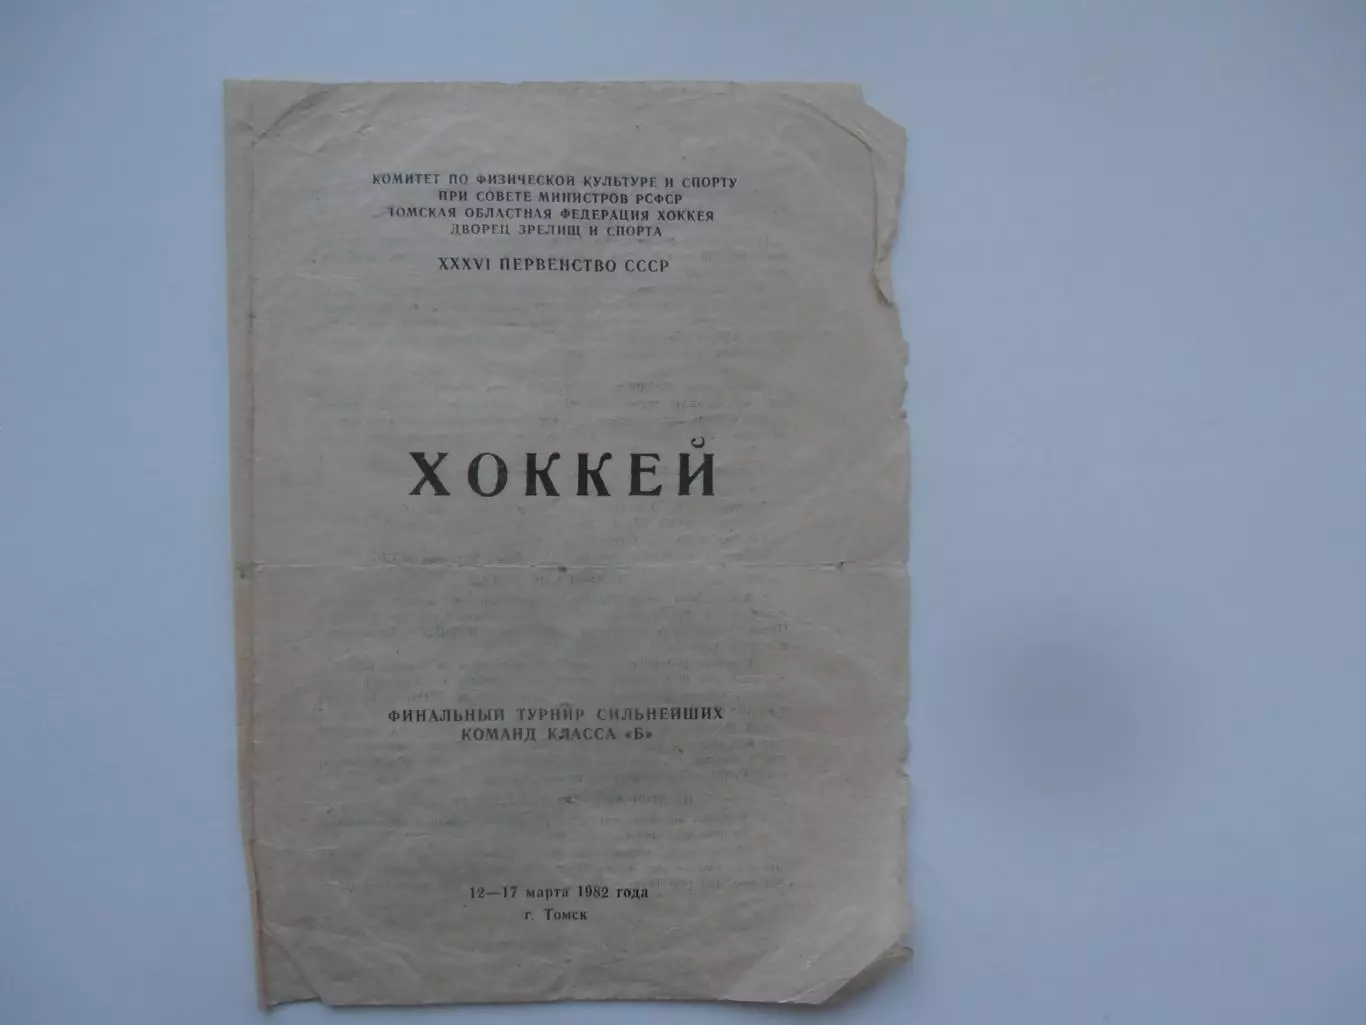 КОМИТЕТ ПО ФИЗИЧЕСКОЙ КУЛЬТУРЕ И СПОРТУ
ПРИ СОВЕТЕ МИНИСТРОВ РСФСР
ТОМСКАЯ ОБЛАСТНАЯ ФЕДЕРАЦИЯ ХОККЕЯ
ДВОРЕЦ ЗРЕЛИЩ И СПОРТА
XXXVI ПЕРВЕНСТВО СССР
ХОККЕЙ
ФИНАЛЬНЫЙ ТУРНИР СИЛЬНЕЙШИХ
КОМАНД КЛАССА «Б»
12—17 марта 1982 года
г. Томск